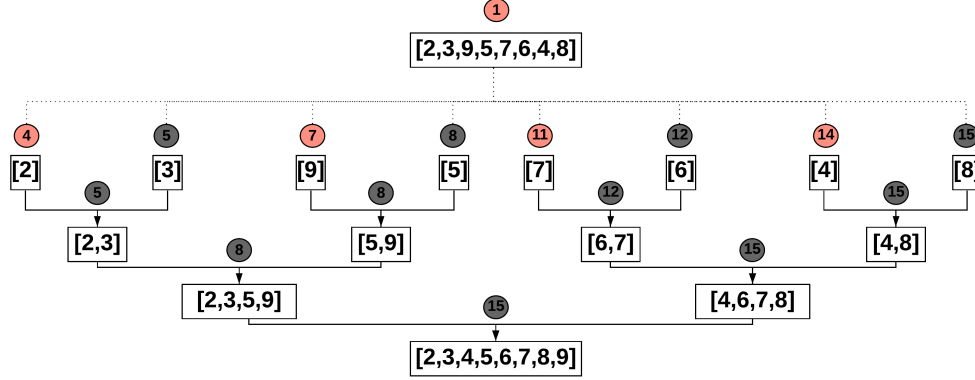 1
[2,3,9,5,7,6,4,8]
4 5 7 8 11 12 14 15
[2] [3] [9] [5] [7] [6] [4] [8]
5 8 12 15
[2,3] [5,9] [6,7] [4,8]
8 15
[2,3,5,9] [4,6,7,8]
15
[2,3,4,5,6,7,8,9]